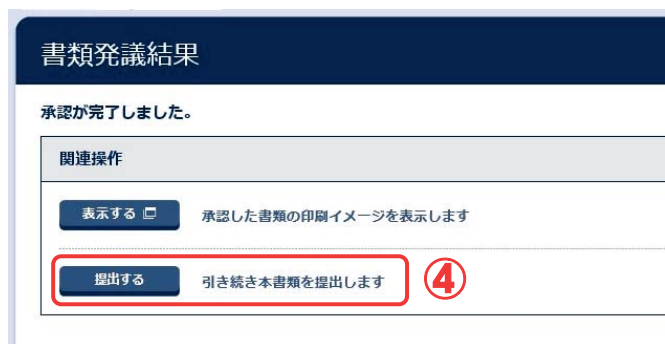 書類発議結果
承認が完了しました。
関連操作
表示する 承認した書類の印刷イメージを表示します
提出する 引き続き本書類を提出します ④